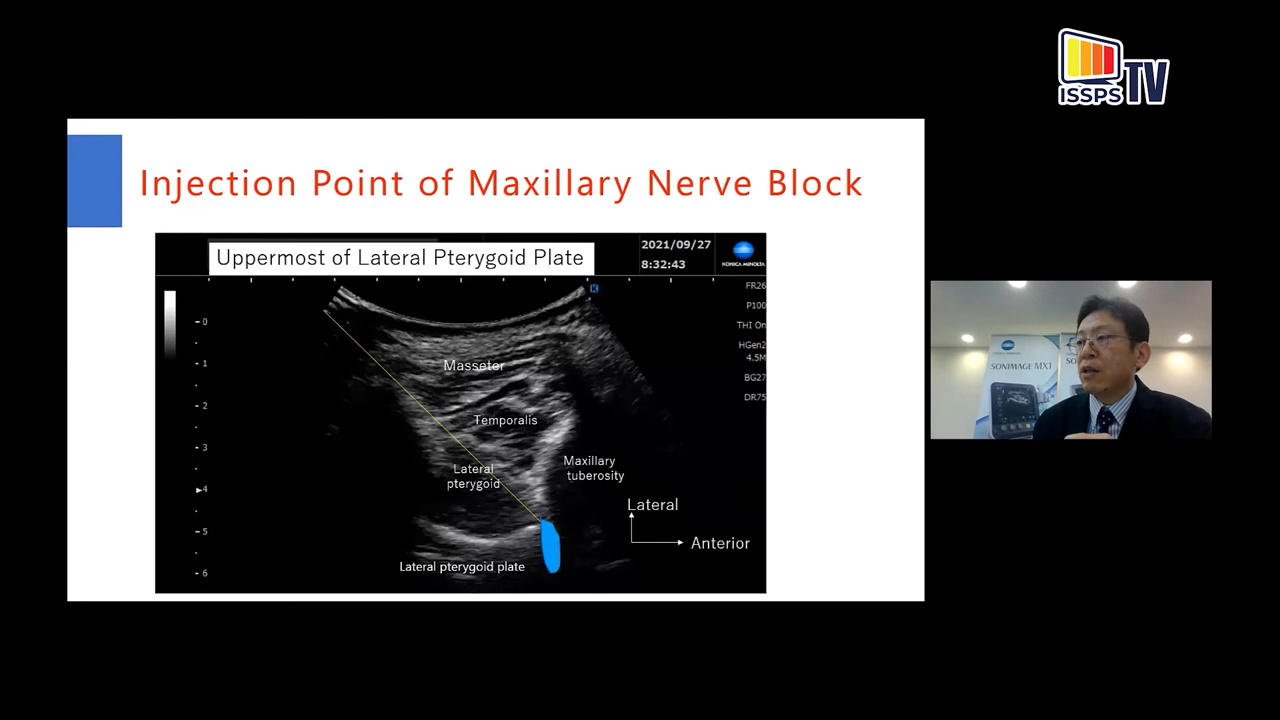 ISSPS TV
Injection Point of Maxillary Nerve Block
Uppermost of Lateral Pterygoid Plate
2021/09/27
8:32:43
KONICA MINOLTA
K
FR26
P100
THI On
HGen2
4.5M
BG27
DR75
0
1
2
3
4
5
6
Masseter
Temporalis
Lateral
pterygoid
Maxillary
tuberosity
Lateral
Anterior
Lateral pterygoid plate
SONIMAGE MX1
SO